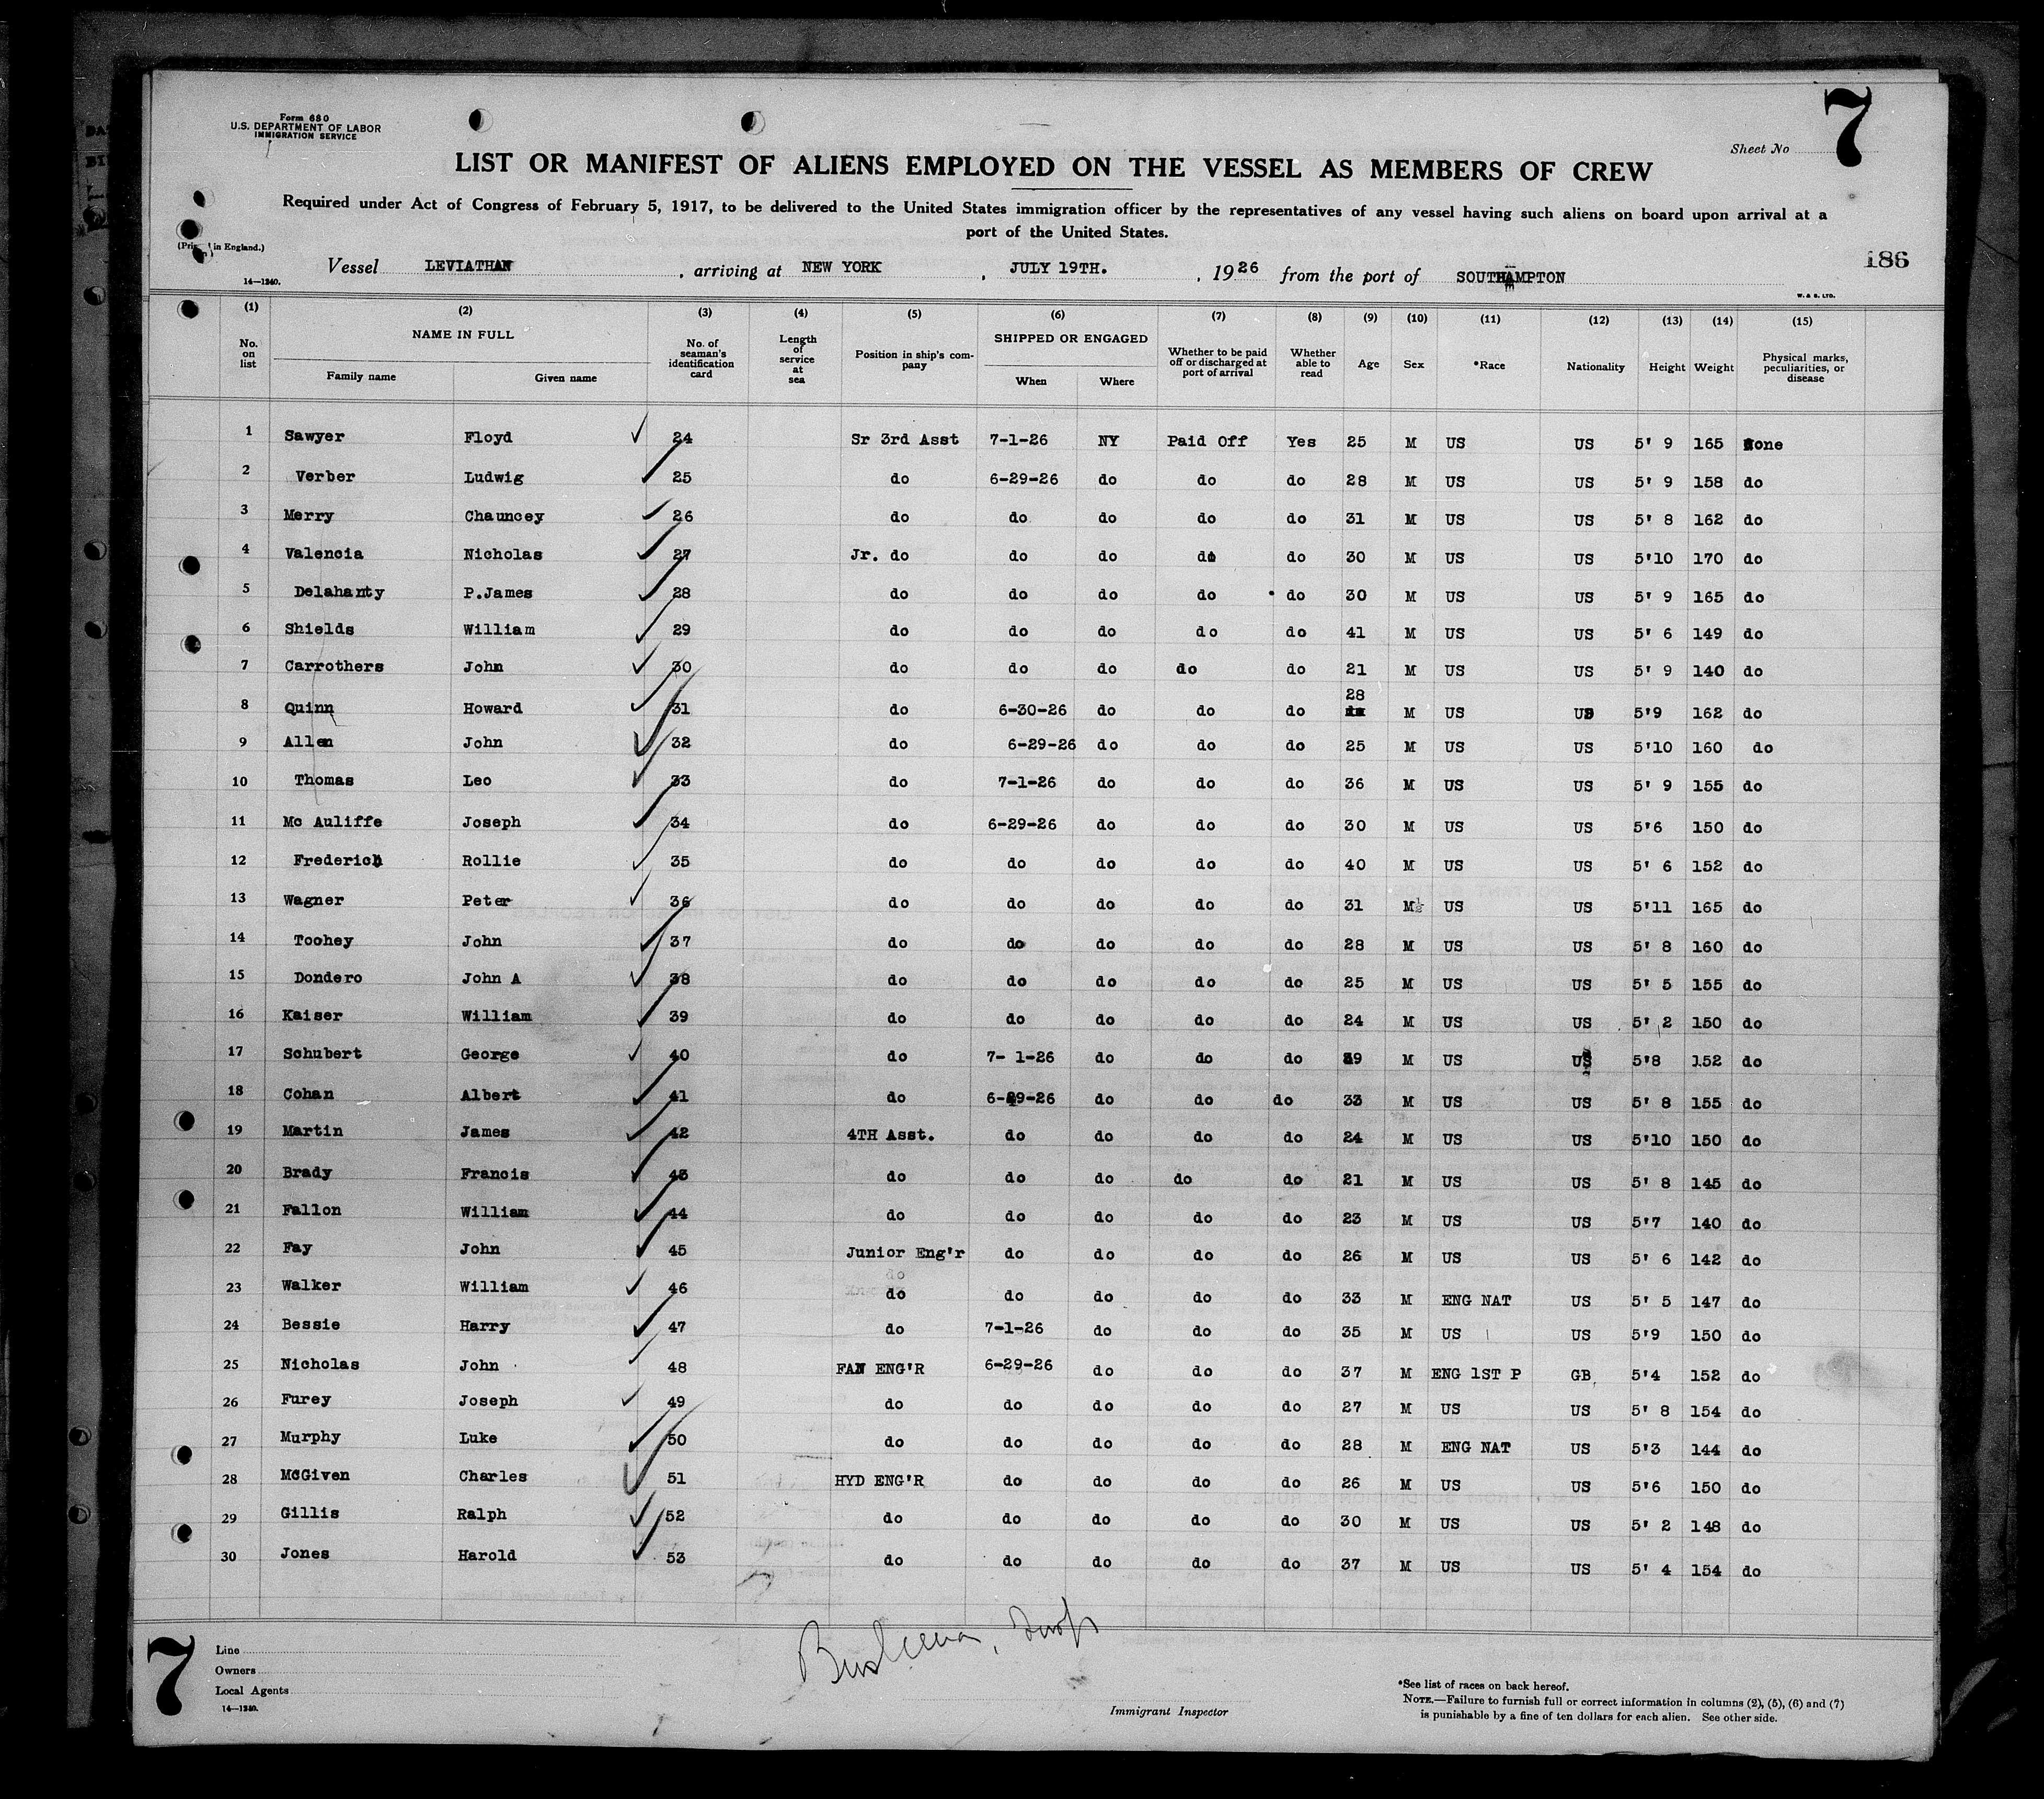 Form 680
U.S. DEPARTMENT OF LABOR
IMMIGRATION SERVICE
Sheet No 7
LIST OR MANIFEST OF ALIENS EMPLOYED ON THE VESSEL AS MEMBERS OF CREW
Required under Act of Congress of February 5, 1917, to be delivered to the United States immigration officer by the representatives of any vessel having such aliens on board upon arrival at a
port of the United States.
in England.)
186
Vessel LEVIATHAN, arriving at NEW YORK, JULY 19TH., 1926 from the port of SOUTHAMPTON
14—1240.
W. & S. LTD.
(1) (2) (3) (4) (5) (6) (7) (8) (9) (10) (11) (12) (13) (14) (15)
No. on list NAME IN FULL Family name Given name No. of seaman's identification card Length of service at sea Position in ship's company SHIPPED OR ENGAGED When Where Whether to be paid off or discharged at port of arrival Whether able to read Age Sex *Race Nationality Height Weight Physical marks, peculiarities, or disease
1 Sawyer Floyd 24 Sr 3rd Asst 7-1-26 NY Paid Off Yes 25 M US US 5' 9 165 None
2 Verber Ludwig 25 do 6-29-26 do do do 28 M US US 5' 9 158 do
3 Merry Chauncey 26 do do do do do 31 M US US 5' 8 162 do
4 Valencia Nicholas 27 Jr. do do do do do 30 M US US 5'10 170 do
5 Delahanty P.James 28 do do do do do 30 M US US 5' 9 165 do
6 Shields William 29 do do do do do 41 M US US 5' 6 149 do
7 Carrothers John 30 do do do do do 21 M US US 5' 9 140 do
8 Quinn Howard 31 do 6-30-26 do do do 28 M US US 5'9 162 do
9 Allen John 32 do 6-29-26 do do do 25 M US US 5'10 160 do
10 Thomas Leo 33 do 7-1-26 do do do 36 M US US 5' 9 155 do
11 Mc Auliffe Joseph 34 do 6-29-26 do do do 30 M US US 5'6 150 do
12 Frederick Rollie 35 do do do do do 40 M US US 5' 6 152 do
13 Wagner Peter 36 do do do do do 31 M US US 5'11 165 do
14 Toohey John 37 do do do do do 28 M US US 5' 8 160 do
15 Dondero John A 38 do do do do do 25 M US US 5' 5 155 do
16 Kaiser William 39 do do do do do 24 M US US 5' 2 150 do
17 Schubert George 40 do 7- 1-26 do do do M US US 5'8 152 do
18 Cohan Albert 41 do 6-29-26 do do do 33 M US US 5' 8 155 do
19 Martin James 42 4TH Asst. do do do do 24 M US US 5'10 150 do
20 Brady Francis 43 do do do do do 21 M US US 5' 8 145 do
21 Fallon William 44 do do do do do 23 M US US 5'7 140 do
22 Fay John 45 Junior Eng'r do do do do 26 M US US 5' 6 142 do
23 Walker William 46 do do do do do 33 M ENG NAT US 5' 5 147 do
24 Bessie Harry 47 do 7-1-26 do do do 35 M US US 5'9 150 do
25 Nicholas John 48 FAN ENG'R 6-29-26 do do do 37 M ENG 1ST P GB 5'4 152 do
26 Furey Joseph 49 do do do do do 27 M US US 5' 8 154 do
27 Murphy Luke 50 do do do do do 28 M ENG NAT US 5'3 144 do
28 McGiven Charles 51 HYD ENG'R do do do do 26 M US US 5'6 150 do
29 Gillis Ralph 52 do do do do do 30 M US US 5' 2 148 do
30 Jones Harold 53 do do do do do 37 M US US 5' 4 154 do
7
Line
Owners
Local Agents
14—1240.
Immigrant Inspector
*See list of races on back hereof.
NOTE.—Failure to furnish full or correct information in columns (2), (5), (6) and (7)
is punishable by a fine of ten dollars for each alien. See other side.